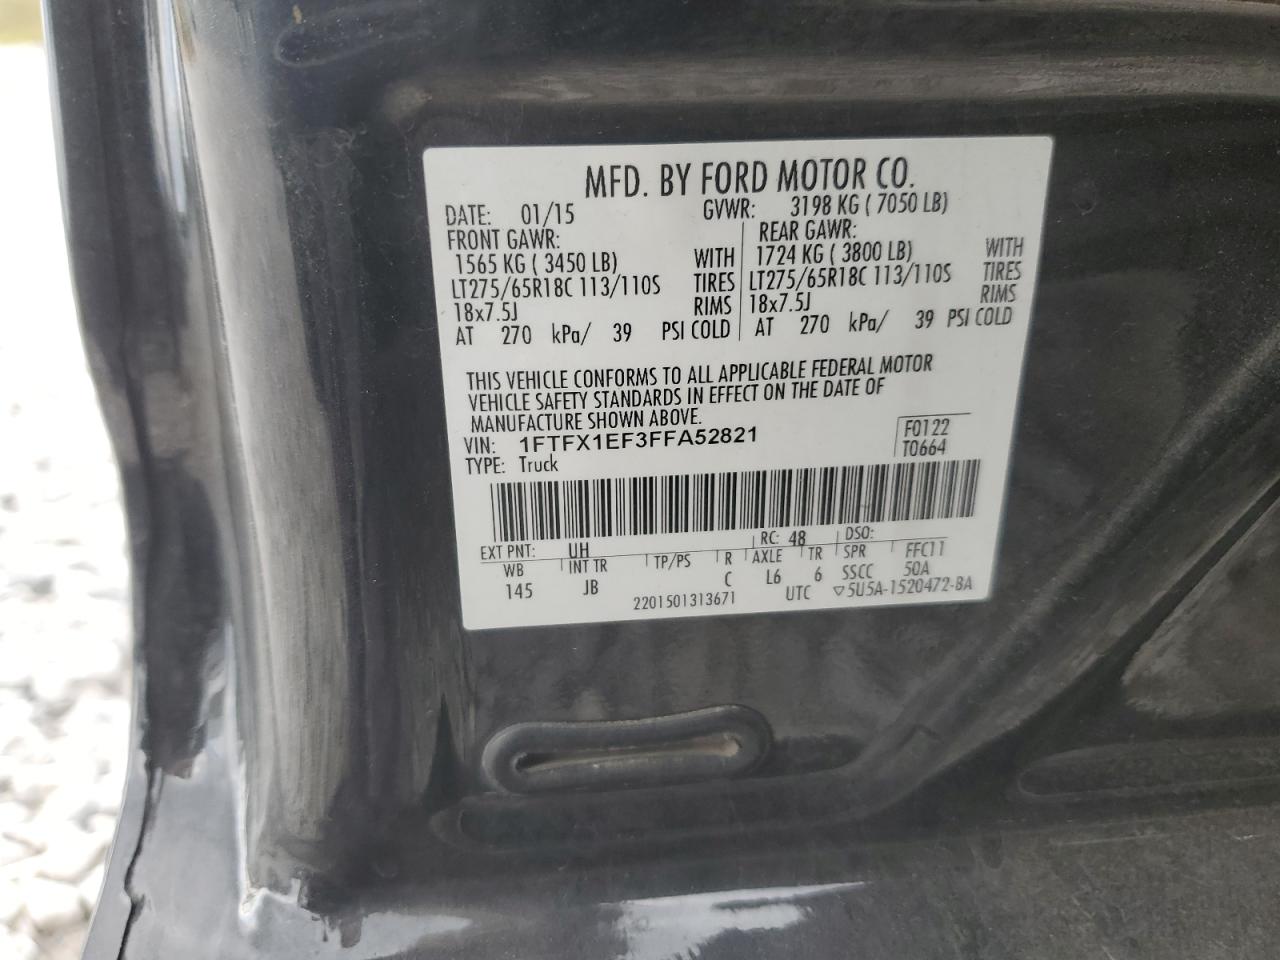 MFD. BY FORD MOTOR CO.
DATE: 01/15 GVWR: 3198 KG ( 7050 LB)
FRONT GAWR: REAR GAWR:
1565 KG ( 3450 LB) WITH 1724 KG ( 3800 LB) WITH
LT275/65R18C 113/110S TIRES LT275/65R18C 113/110S TIRES
18x7.5J RIMS 18x7.5J RIMS
AT 270 kPa/ 39 PSI COLD AT 270 kPa/ 39 PSI COLD
THIS VEHICLE CONFORMS TO ALL APPLICABLE FEDERAL MOTOR
VEHICLE SAFETY STANDARDS IN EFFECT ON THE DATE OF
MANUFACTURE SHOWN ABOVE.
VIN: 1FTFX1EF3FFA52821 F0122
TYPE: Truck T0664
EXT PNT: UH RC: 48 DSO:
WB INT TR TP/PS R AXLE TR SPR FFC11
145 JB C L6 6 SSCC 50A
2201501313671 UTC ▽5U5A-1520472-BA